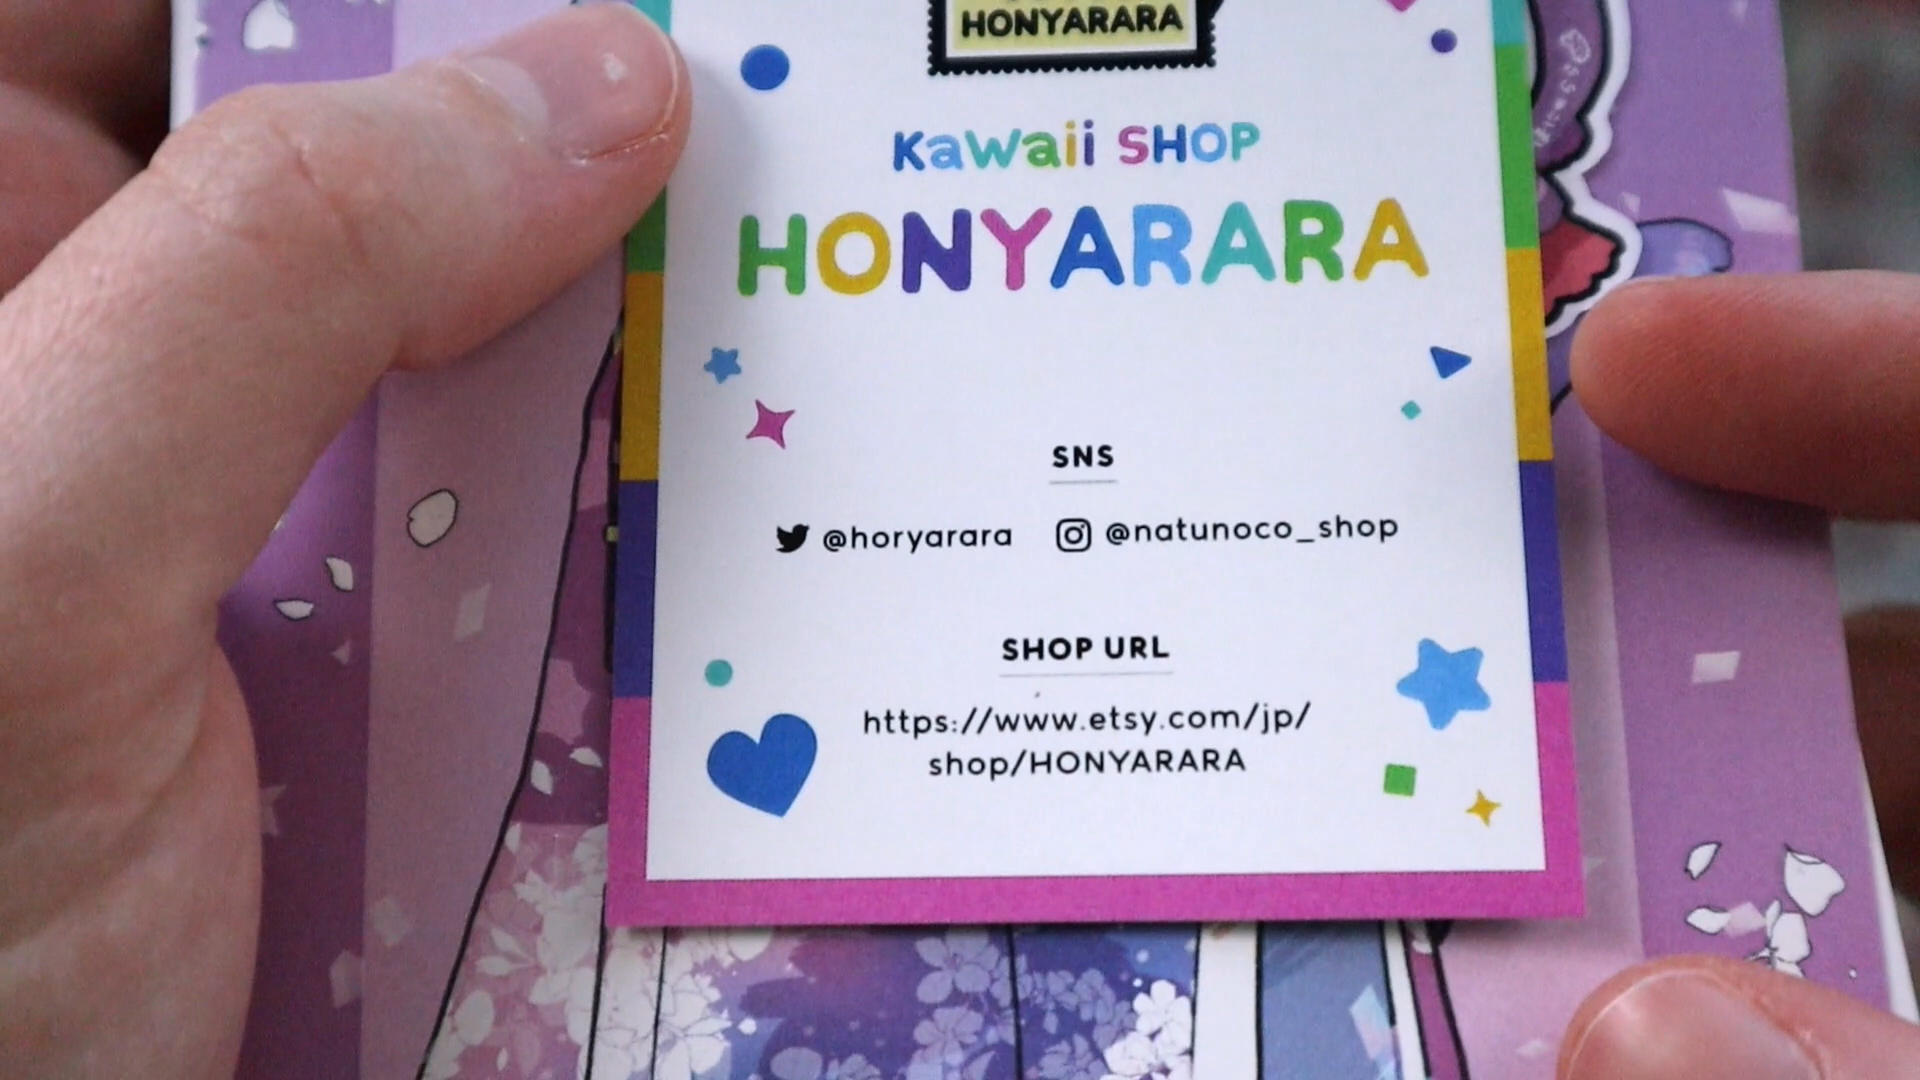 HONYARARA
Kawaii SHOP
HONYARARA
SNS
@horyarara @natunoco_shop
SHOP URL
https://www.etsy.com/jp/
shop/HONYARARA